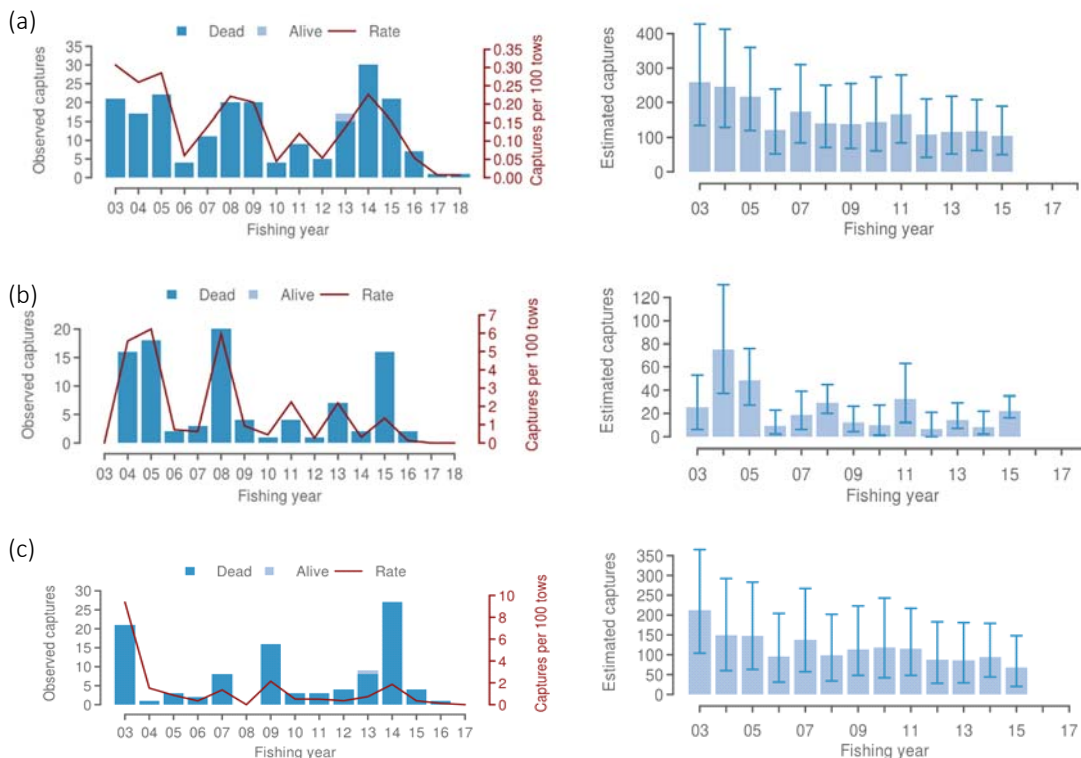 (a)
Dead Alive Rate
Observed captures
35
30
25
20
15
10
5
0
0.35
0.30
0.25
0.20
0.15
0.10
0.05
0.00
Captures per 100 tows
03 04 05 06 07 08 09 10 11 12 13 14 15 16 17 18
Fishing year
Estimated captures
400
300
200
100
0
03 05 07 09 11 13 15 17
Fishing year
(b)
Dead Alive Rate
Observed captures
20
15
10
5
0
7
6
5
4
3
2
1
0
Captures per 100 tows
03 04 05 06 07 08 09 10 11 12 13 14 15 16 17 18
Fishing year
Estimated captures
120
100
80
60
40
20
0
03 05 07 09 11 13 15 17
Fishing year
(c)
Dead Alive Rate
Observed captures
30
25
20
15
10
5
0
10
8
6
4
2
0
Captures per 100 tows
03 04 05 06 07 08 09 10 11 12 13 14 15 16 17
Fishing year
Estimated captures
350
300
250
200
150
100
50
0
03 05 07 09 11 13 15 17
Fishing year